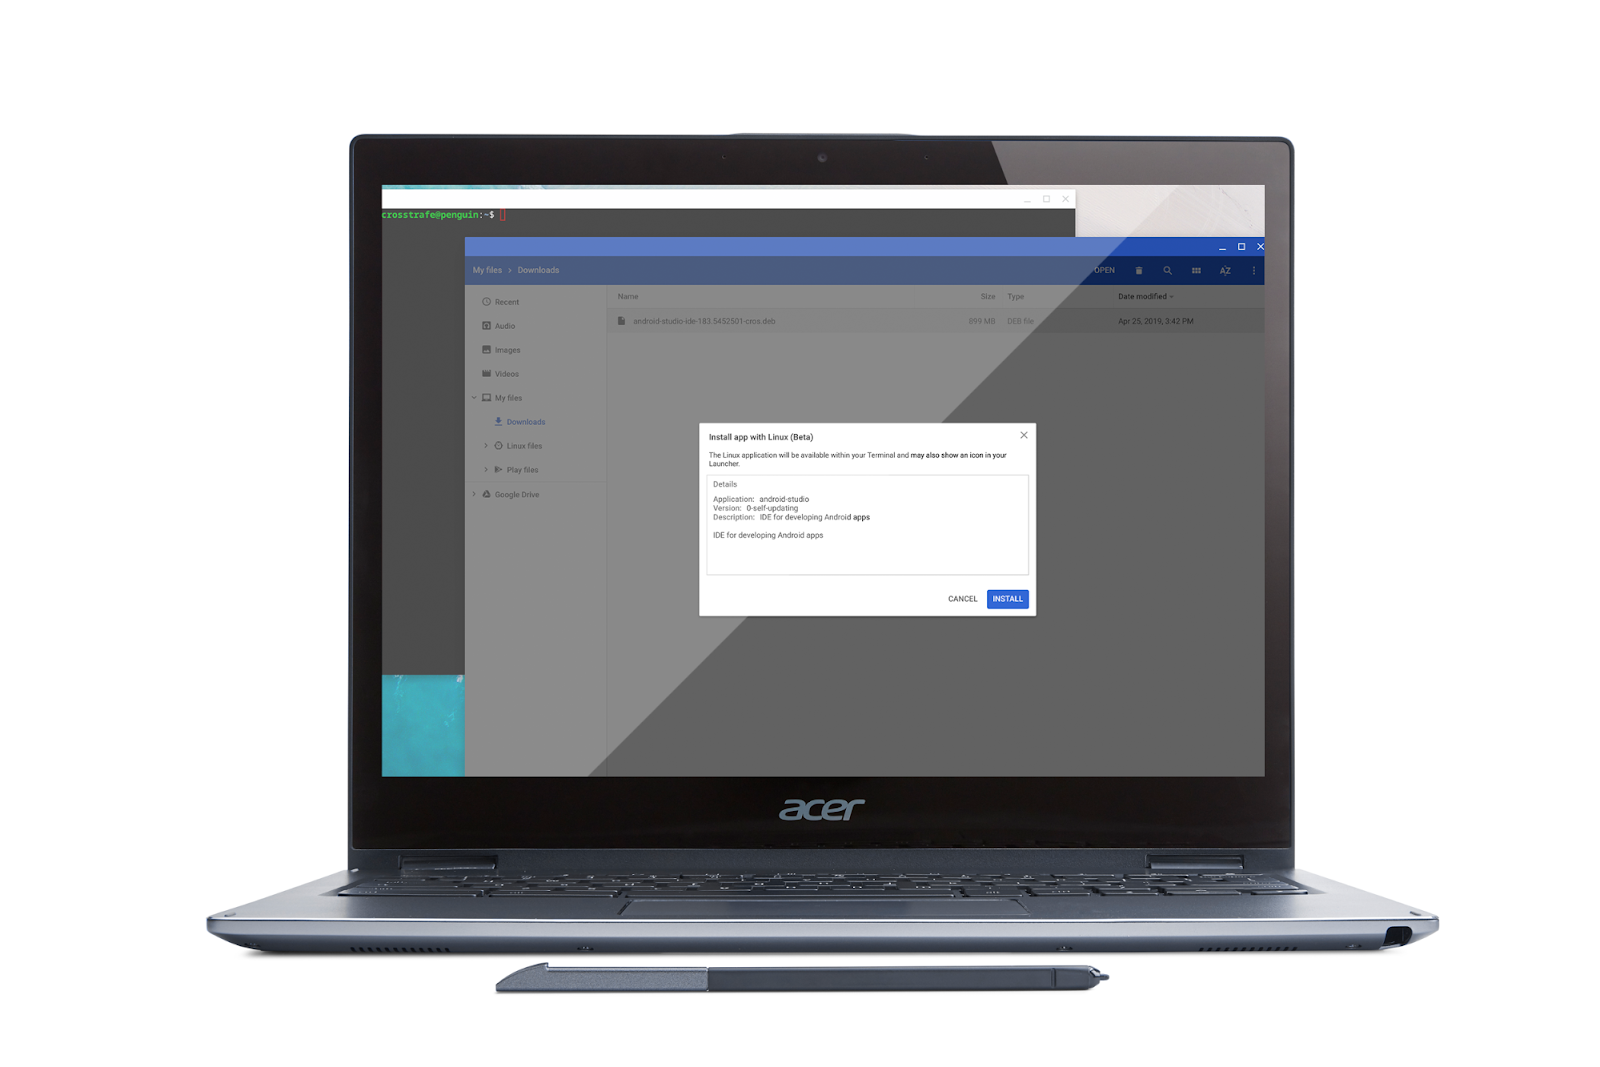 crosstrafe@penguin:~$
My files > Downloads
OPEN
AZ
Recent
Audio
Images
Videos
My files
Downloads
Linux files
Play files
Google Drive
Name Size Type Date modified
android-studio-ide-183.5452501-cros.deb 899 MB DEB file Apr 25, 2019, 3:42 PM
Install app with Linux (Beta)
The Linux application will be available within your Terminal and may also show an icon in your
Launcher.
Details
Application: android-studio
Version: 0-self-updating
Description: IDE for developing Android apps
IDE for developing Android apps
CANCEL INSTALL
acer